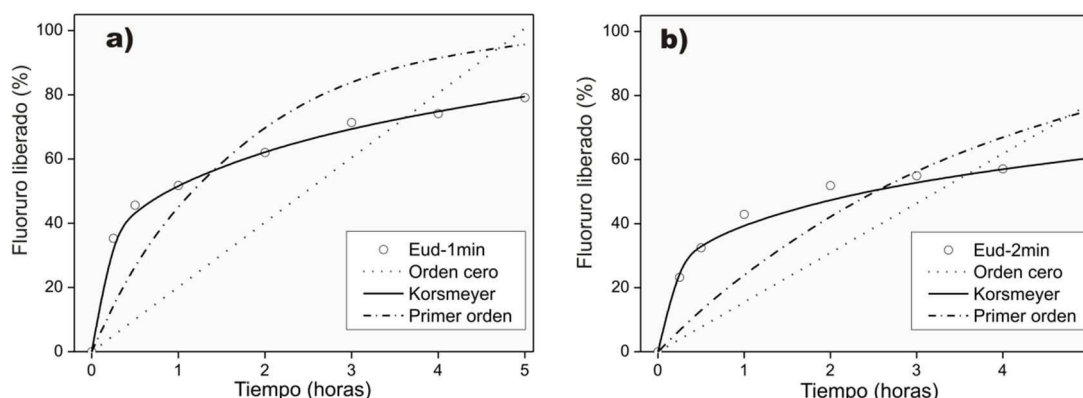 a)
Fluoruro liberado (%)
100
80
60
40
20
0
Eud-1min
Orden cero
Korsmeyer
Primer orden
0 1 2 3 4 5
Tiempo (horas)
b)
Fluoruro liberado (%)
100
80
60
40
20
0
Eud-2min
Orden cero
Korsmeyer
Primer orden
0 1 2 3 4
Tiempo (horas)